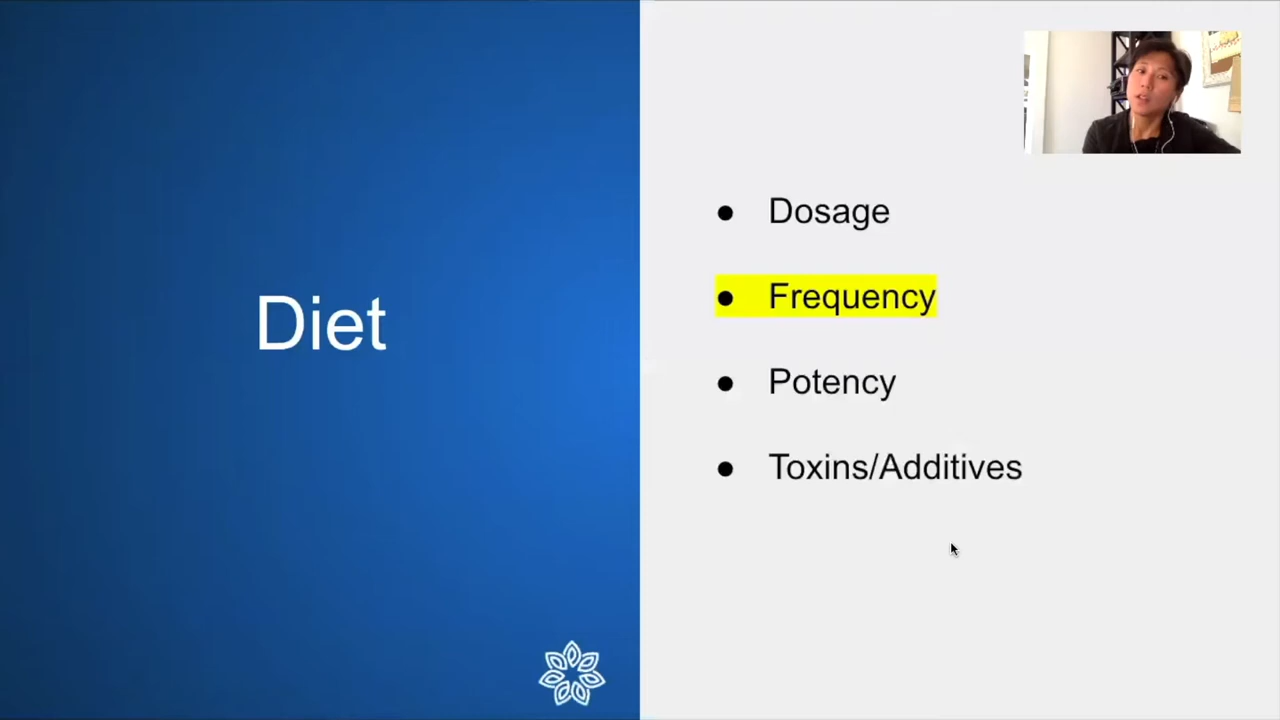 Diet
● Dosage
● Frequency
● Potency
● Toxins/Additives